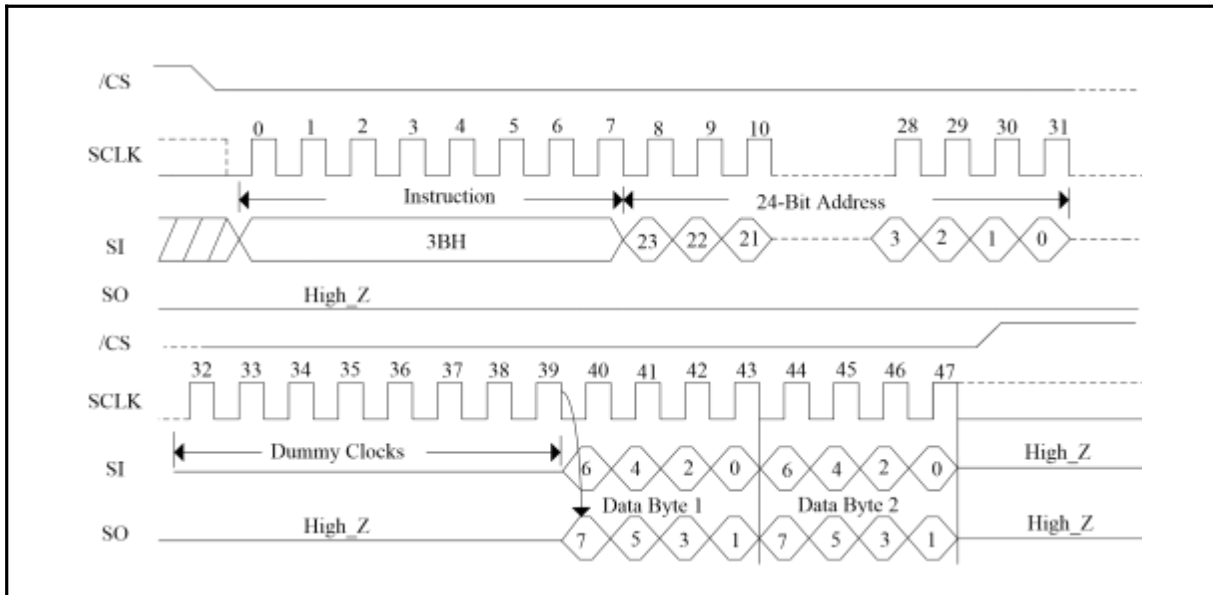 /CS
0 1 2 3 4 5 6 7 8 9 10 28 29 30 31
SCLK
Instruction 24-Bit Address
SI 3BH 23 22 21 3 2 1 0
SO High_Z
/CS
32 33 34 35 36 37 38 39 40 41 42 43 44 45 46 47
SCLK
Dummy Clocks
SI 6 4 2 0 6 4 2 0 High_Z
Data Byte 1 Data Byte 2
SO High_Z 7 5 3 1 7 5 3 1 High_Z